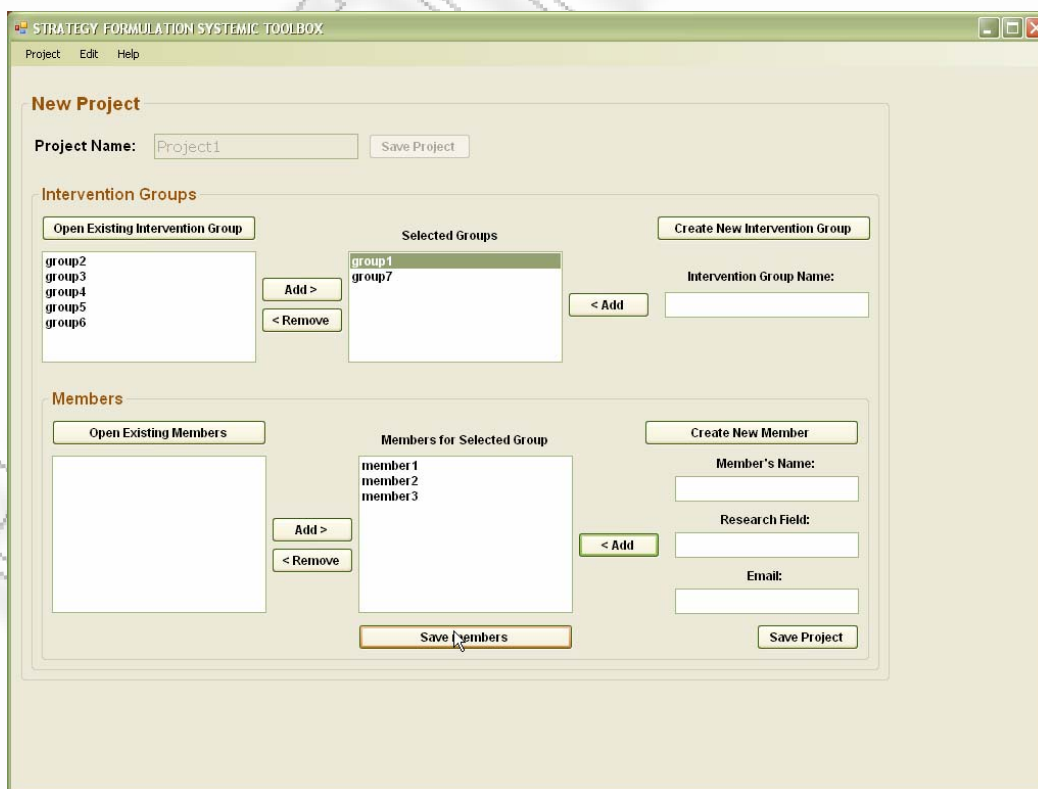 STRATEGY FORMULATION SYSTEMIC TOOLBOX
Project Edit Help
New Project
Project Name: Project1 Save Project
Intervention Groups
Open Existing Intervention Group
Selected Groups
Create New Intervention Group
group2
group3
group4
group5
group6
Add >
< Remove
group1
group7
< Add
Intervention Group Name:
Members
Open Existing Members
Members for Selected Group
Create New Member
Add >
< Remove
member1
member2
member3
< Add
Member's Name:
Research Field:
Email:
Save members
Save Project